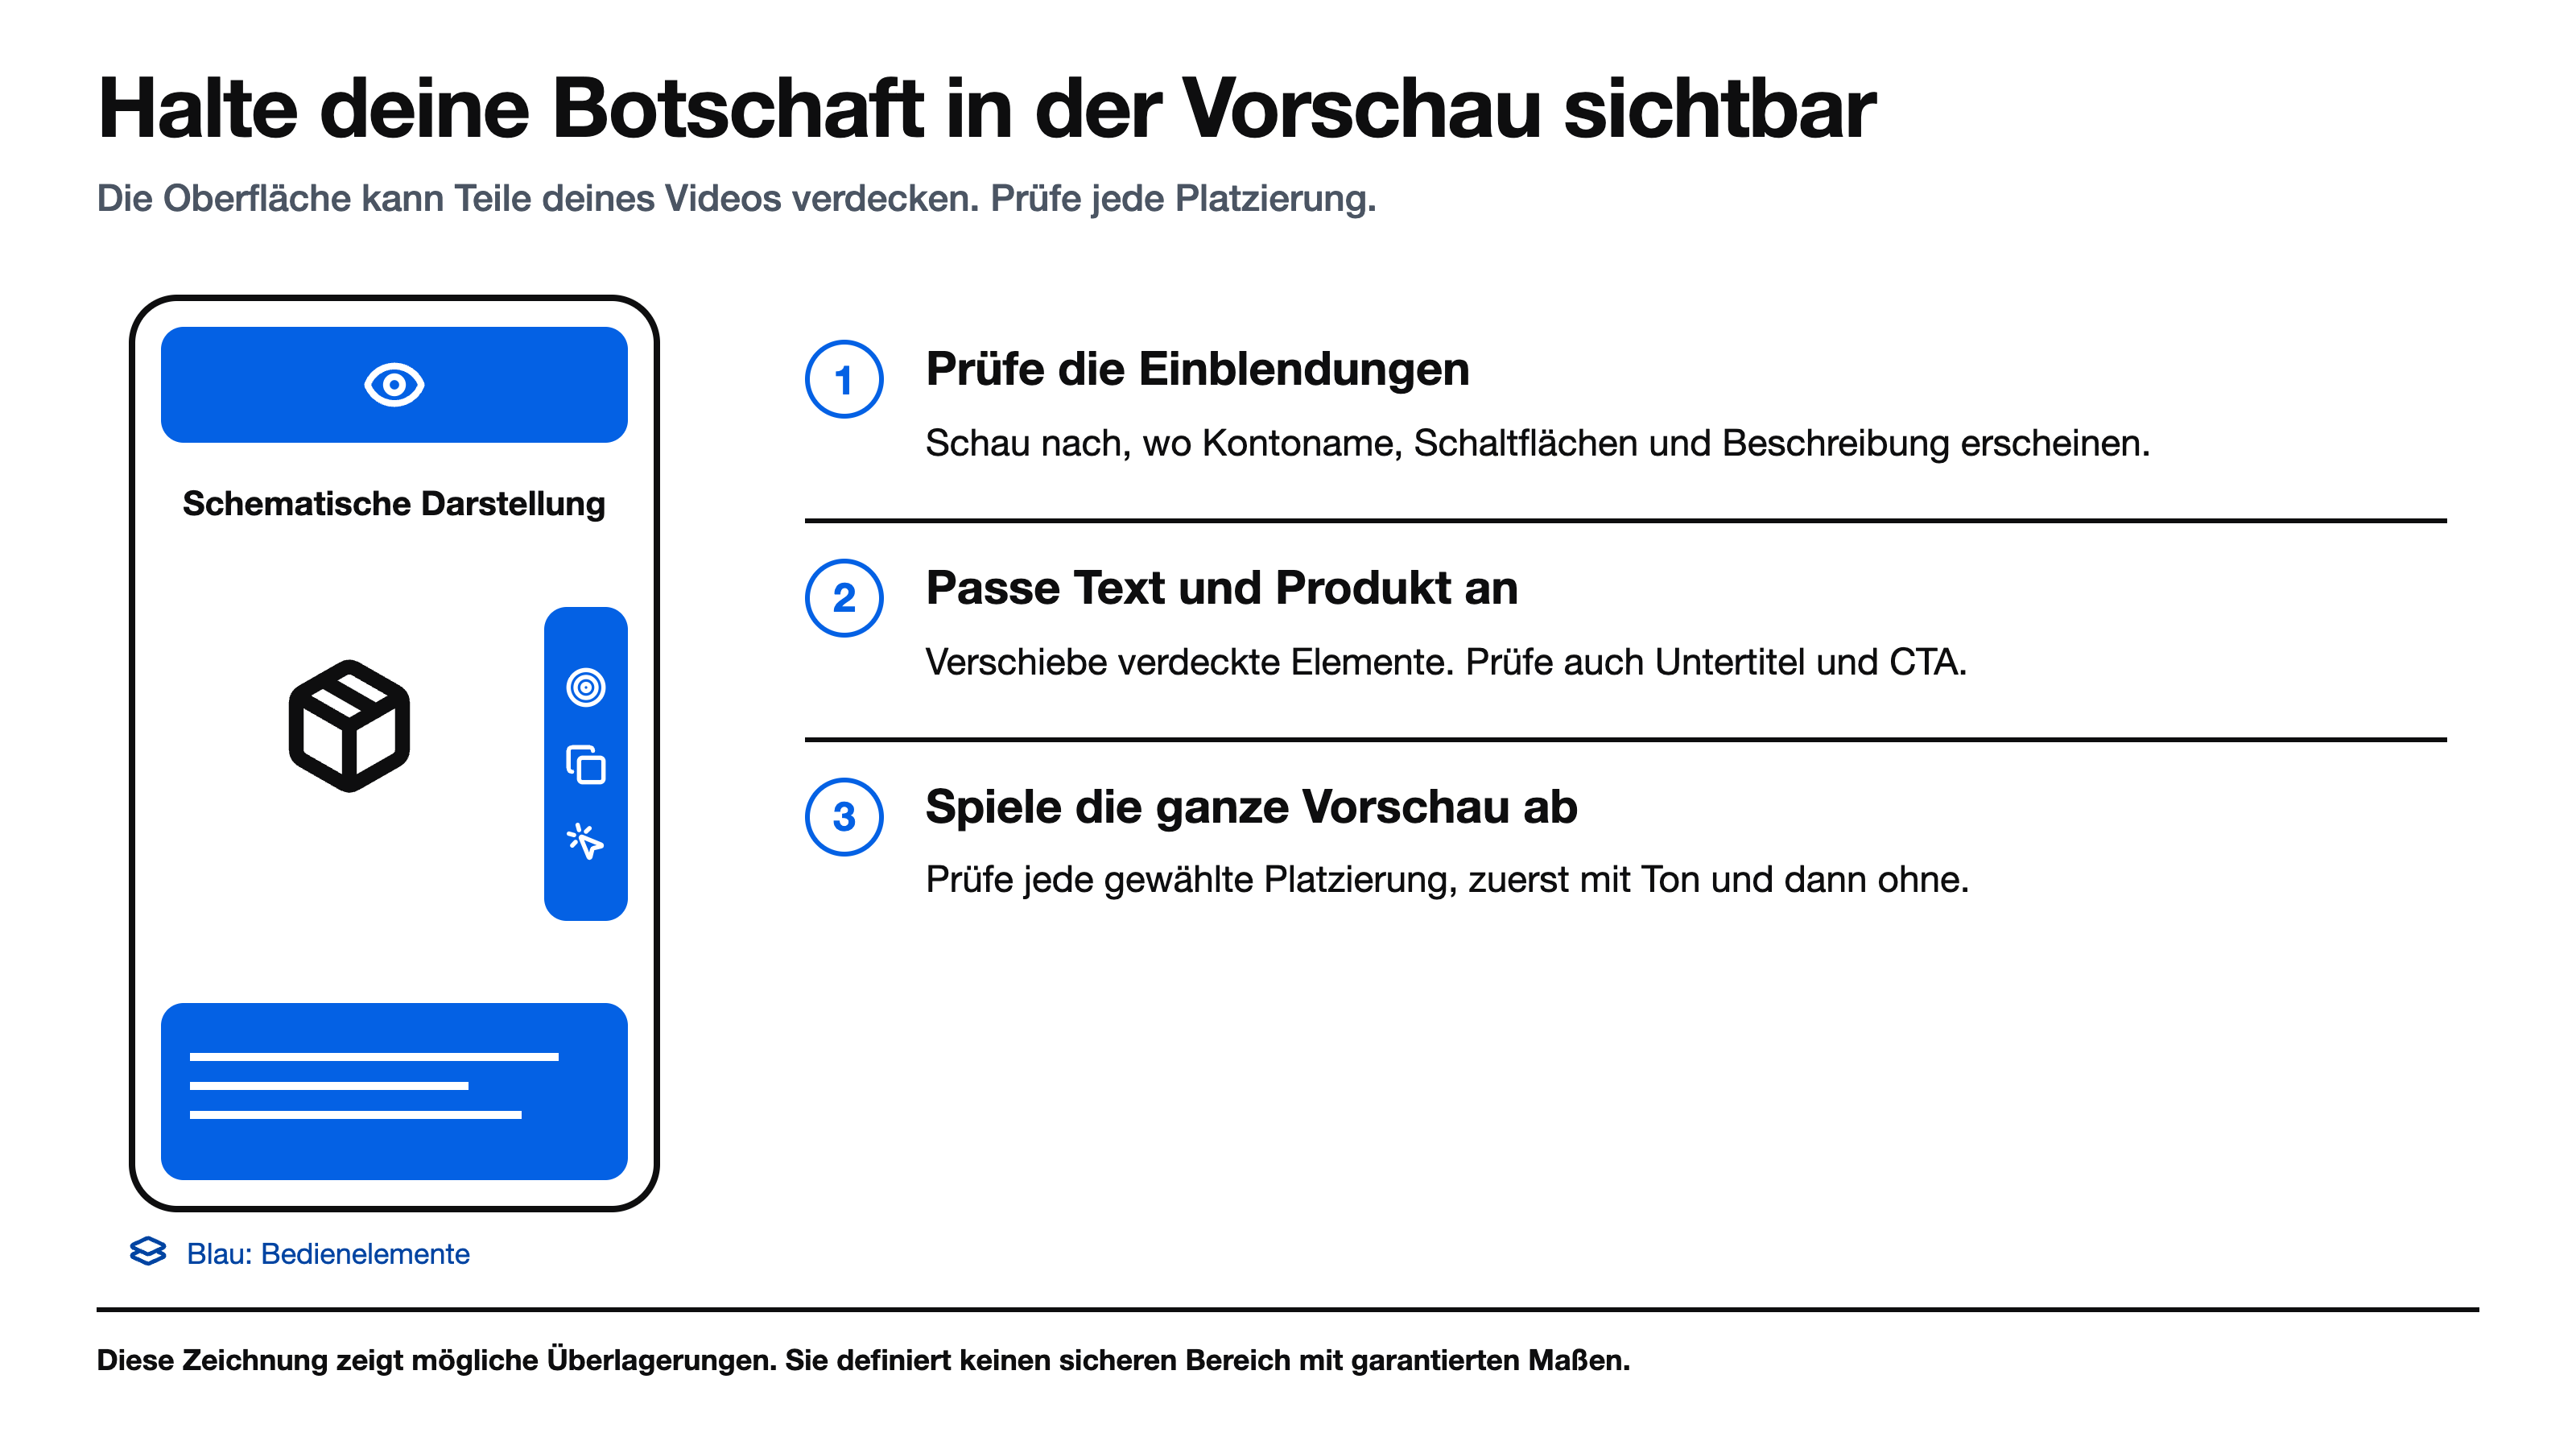 Halte deine Botschaft in der Vorschau sichtbar
Die Oberfläche kann Teile deines Videos verdecken. Prüfe jede Platzierung.
Schematische Darstellung
Blau: Bedienelemente
1
Prüfe die Einblendungen
Schau nach, wo Kontoname, Schaltflächen und Beschreibung erscheinen.
2
Passe Text und Produkt an
Verschiebe verdeckte Elemente. Prüfe auch Untertitel und CTA.
3
Spiele die ganze Vorschau ab
Prüfe jede gewählte Platzierung, zuerst mit Ton und dann ohne.
Diese Zeichnung zeigt mögliche Überlagerungen. Sie definiert keinen sicheren Bereich mit garantierten Maßen.